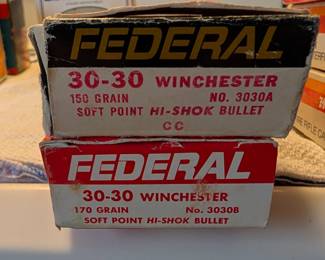 FEDERAL
30-30 WINCHESTER
150 GRAIN NO. 3030A
SOFT POINT HI-SHOK BULLET
CC
FEDERAL
30-30 WINCHESTER
170 GRAIN No. 3030B
SOFT POINT HI-SHOK BULLET